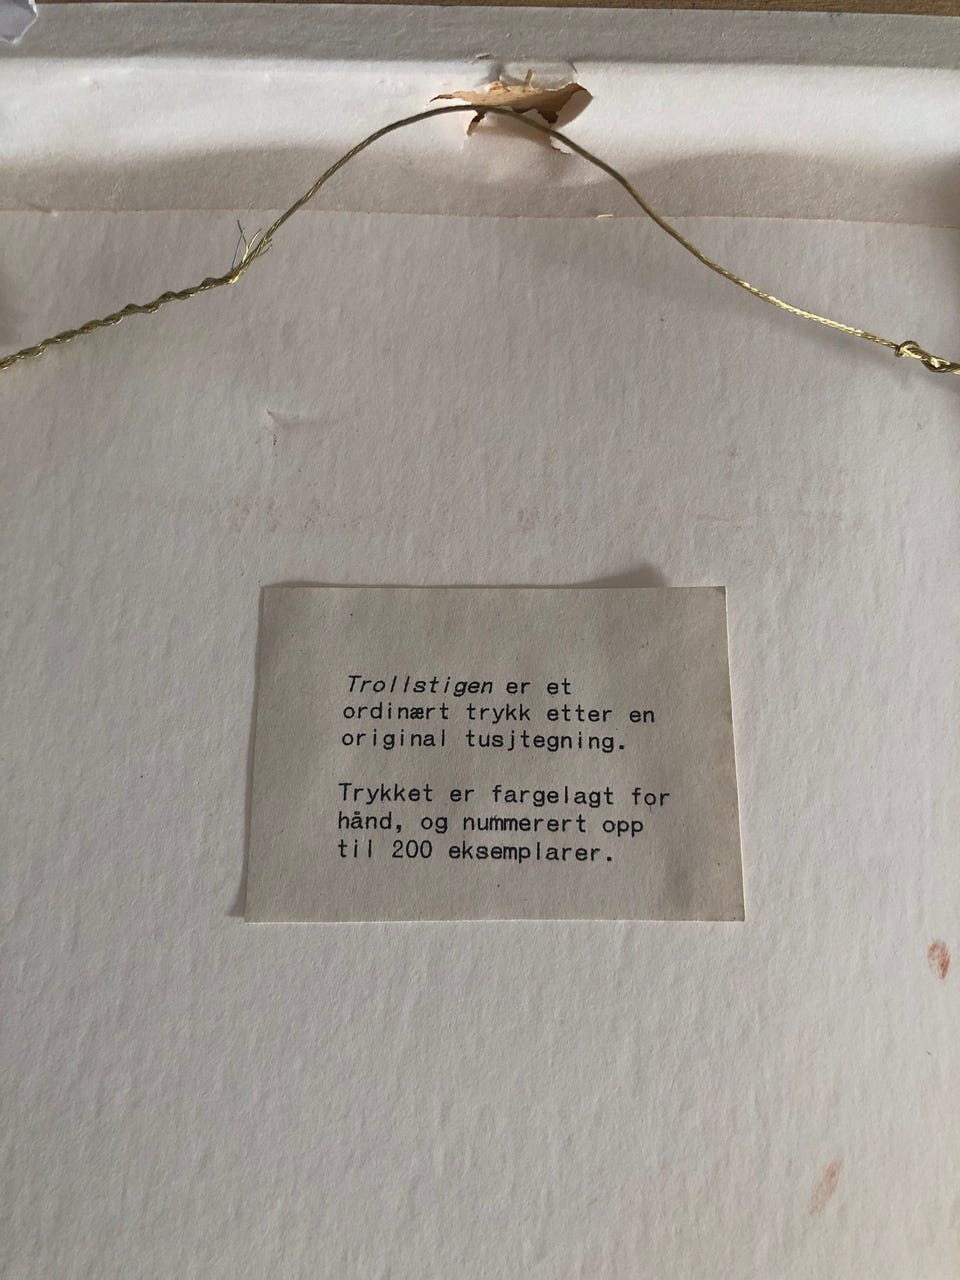 Trollstigen er et
ordinært trykk etter en
original tusjtegning.
Trykket er fargelagt for
hånd, og nummerert opp
til 200 eksemplarer.